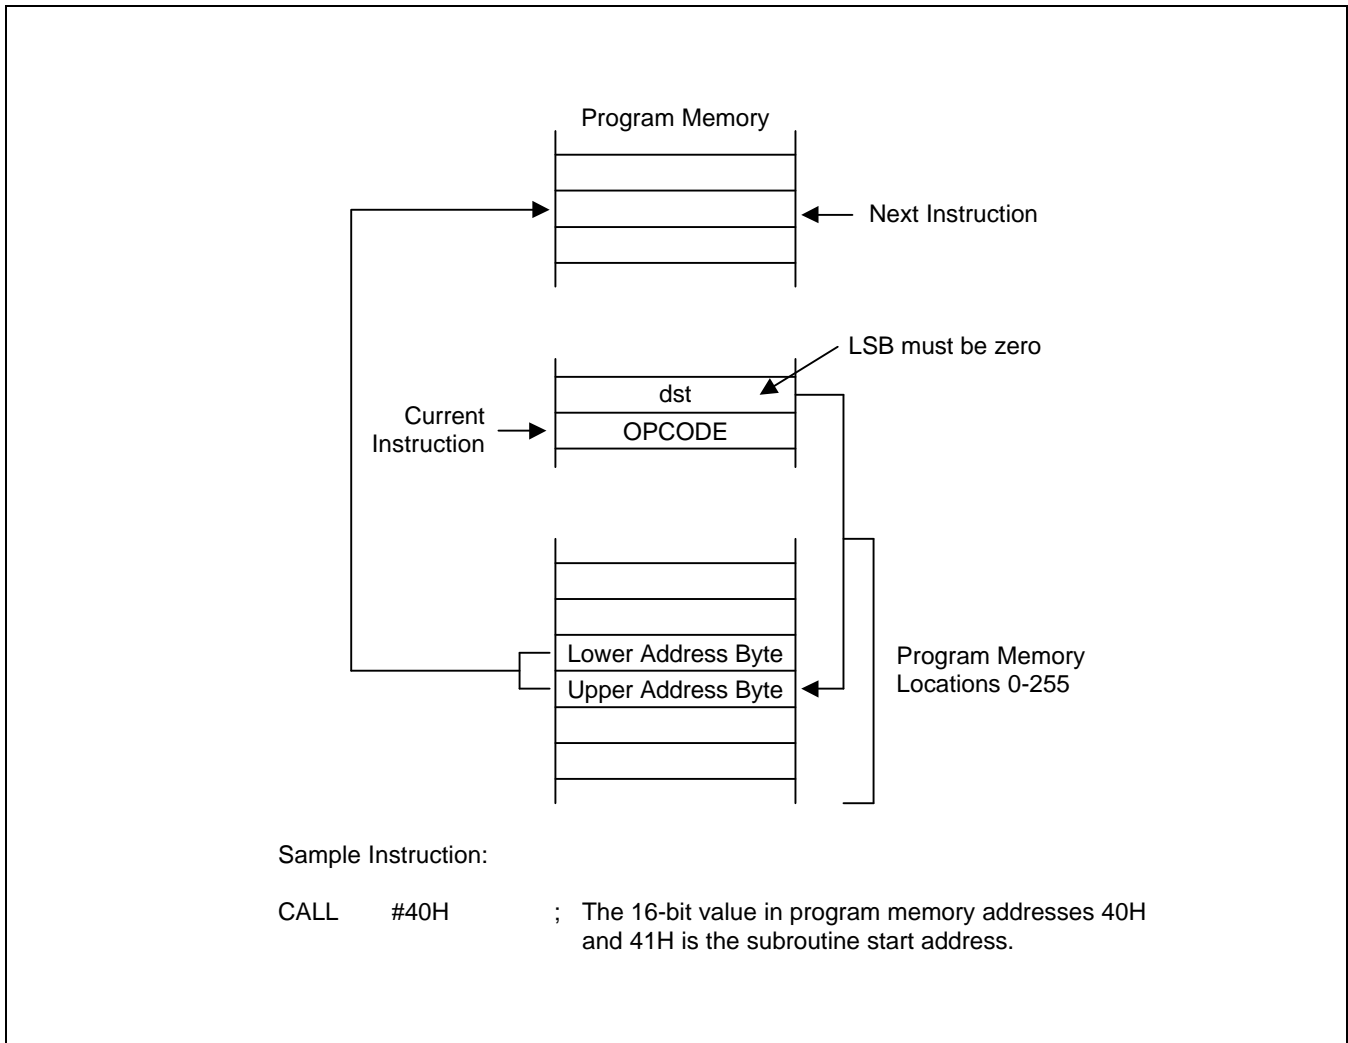 Program Memory
Next Instruction
LSB must be zero
dst
Current
Instruction
OPCODE
Lower Address Byte
Upper Address Byte
Program Memory
Locations 0-255
Sample Instruction:
CALL #40H ; The 16-bit value in program memory addresses 40H
and 41H is the subroutine start address.